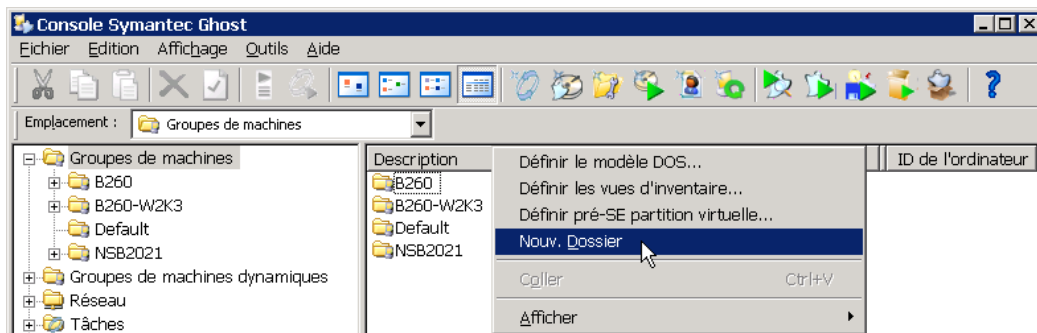 Console Symantec Ghost
Fichier Edition Affichage Outils Aide
Emplacement : Groupes de machines
Groupes de machines
B260
B260-W2K3
Default
NSB2021
Groupes de machines dynamiques
Réseau
Tâches
Description
B260
B260-W2K3
Default
NSB2021
Définir le modèle DOS...
Définir les vues d'inventaire...
Définir pré-SE partition virtuelle...
Nouv. Dossier
Coller Ctrl+V
Afficher
ID de l'ordinateur